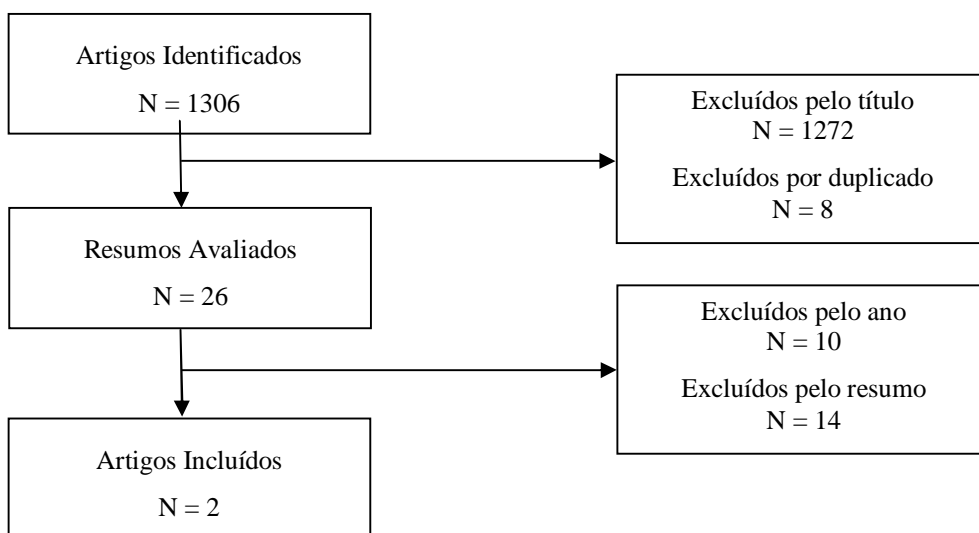 Artigos Identificados
N = 1306
Excluídos pelo título
N = 1272
Excluídos por duplicado
N = 8
Resumos Avaliados
N = 26
Excluídos pelo ano
N = 10
Excluídos pelo resumo
N = 14
Artigos Incluídos
N = 2